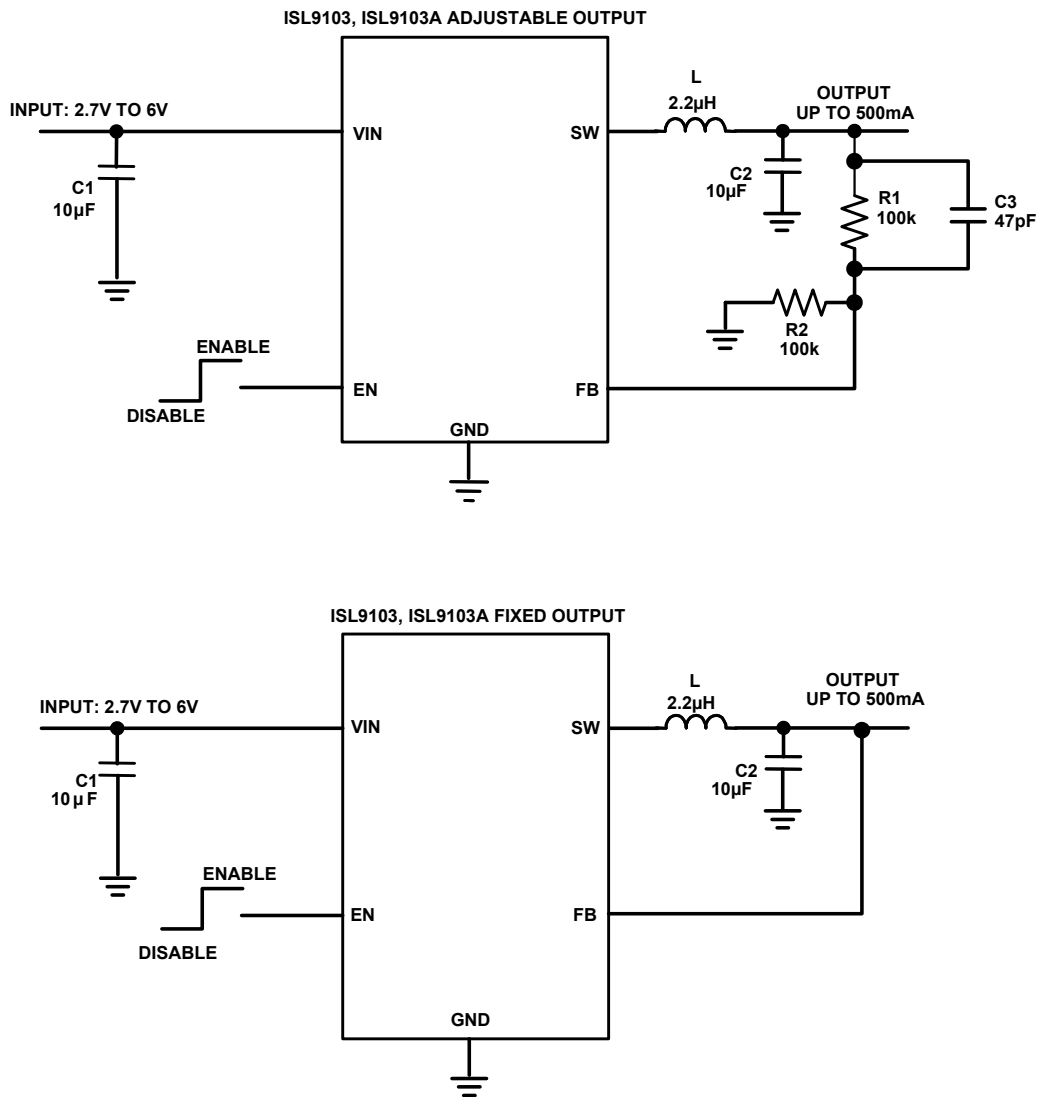 ISL9103, ISL9103A ADJUSTABLE OUTPUT
INPUT: 2.7V TO 6V
C1
10µF
VIN
SW
L
2.2µH
OUTPUT
UP TO 500mA
C2
10µF
R1
100k
C3
47pF
R2
100k
ENABLE
DISABLE
EN
FB
GND
ISL9103, ISL9103A FIXED OUTPUT
INPUT: 2.7V TO 6V
C1
10µF
VIN
SW
L
2.2µH
OUTPUT
UP TO 500mA
C2
10µF
ENABLE
DISABLE
EN
FB
GND